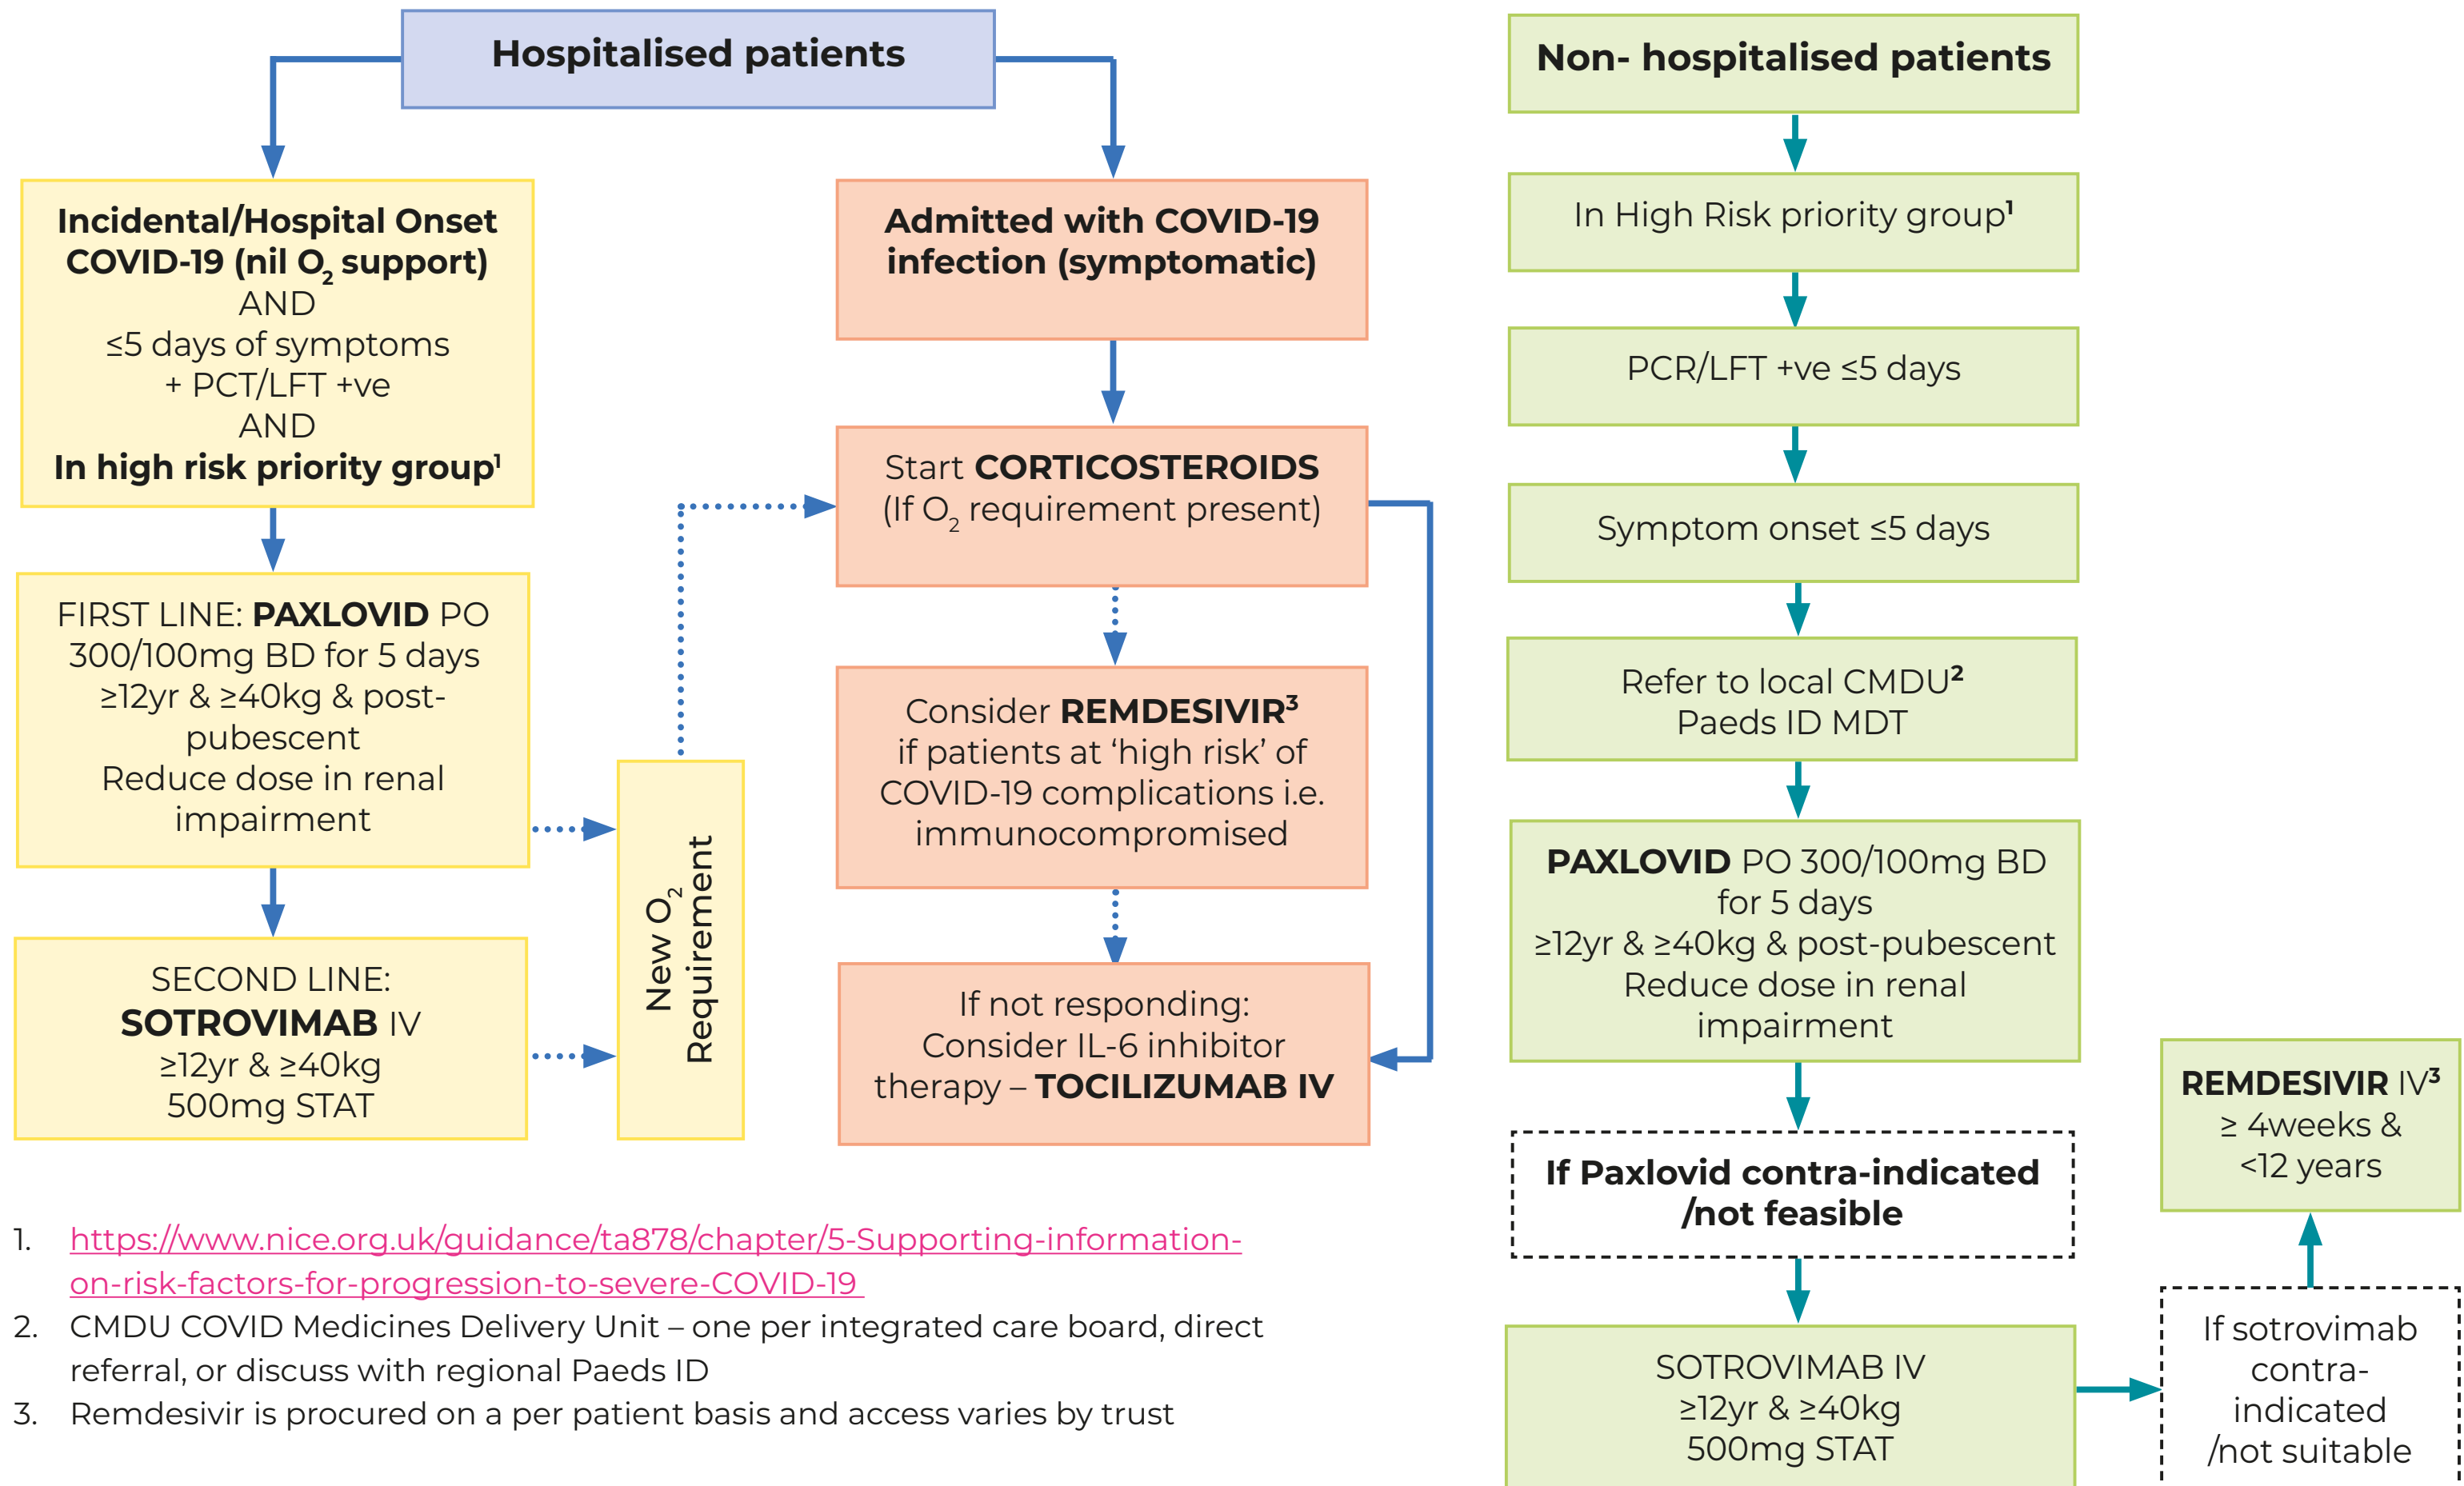 Hospitalised patients
Incidental/Hospital Onset
COVID-19 (nil O₂ support)
AND
≤5 days of symptoms
+ PCT/LFT +ve
AND
In high risk priority group¹
FIRST LINE: PAXLOVID PO
300/100mg BD for 5 days
≥12yr & ≥40kg & post-
pubescent
Reduce dose in renal
impairment
SECOND LINE:
SOTROVIMAB IV
≥12yr & ≥40kg
500mg STAT
New O₂
Requirement
Admitted with COVID-19
infection (symptomatic)
Start CORTICOSTEROIDS
(If O₂ requirement present)
Consider REMDESIVIR³
if patients at ‘high risk’ of
COVID-19 complications i.e.
immunocompromised
If not responding:
Consider IL-6 inhibitor
therapy – TOCILIZUMAB IV
Non- hospitalised patients
In High Risk priority group¹
PCR/LFT +ve ≤5 days
Symptom onset ≤5 days
Refer to local CMDU²
Paeds ID MDT
PAXLOVID PO 300/100mg BD
for 5 days
≥12yr & ≥40kg & post-pubescent
Reduce dose in renal
impairment
If Paxlovid contra-indicated
/not feasible
SOTROVIMAB IV
≥12yr & ≥40kg
500mg STAT
If sotrovimab
contra-
indicated
/not suitable
REMDESIVIR IV³
≥ 4weeks &
<12 years
1. https://www.nice.org.uk/guidance/ta878/chapter/5-Supporting-information-
on-risk-factors-for-progression-to-severe-COVID-19
2. CMDU COVID Medicines Delivery Unit – one per integrated care board, direct
referral, or discuss with regional Paeds ID
3. Remdesivir is procured on a per patient basis and access varies by trust